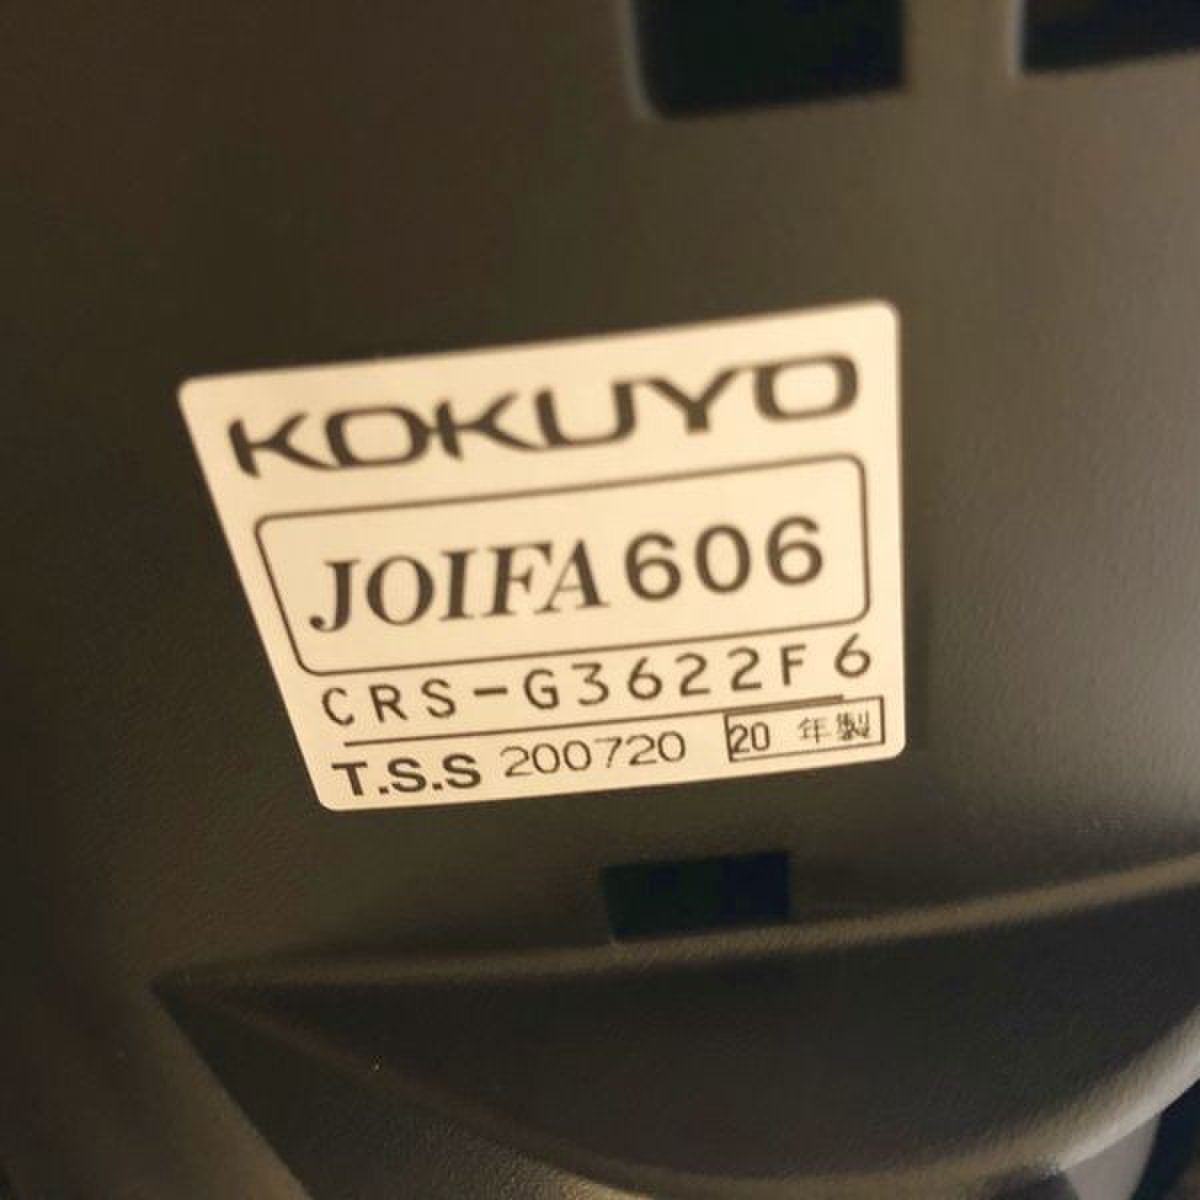 KOKUYO
JOIFA 606
CRS-G3622F6
T.S.S 200720 20 年製